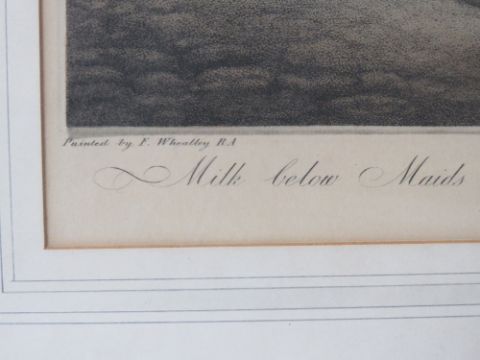 Painted by F. Wheatley RA
Milk below Maids